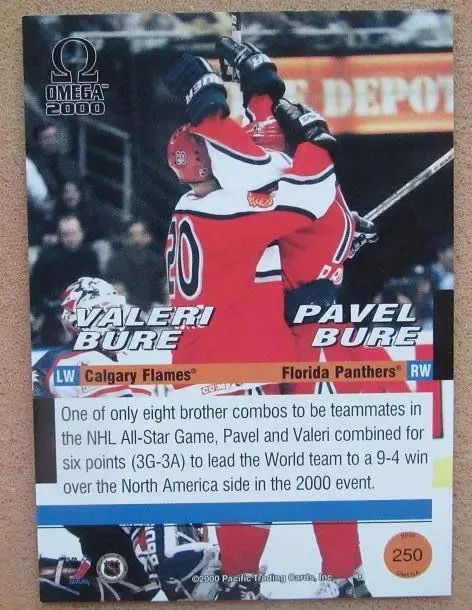 Ω
OMEGA™
2000
DEPOT
20
20
VALERI
BURE
PAVEL
BURE
LW Calgary Flames®
Florida Panthers® RW
One of only eight brother combos to be teammates in
the NHL All-Star Game, Pavel and Valeri combined for
six points (3G-3A) to lead the World team to a 9-4 win
over the North America side in the 2000 event.
250
OMEGA
©2000 Pacific Trading Cards, Inc.